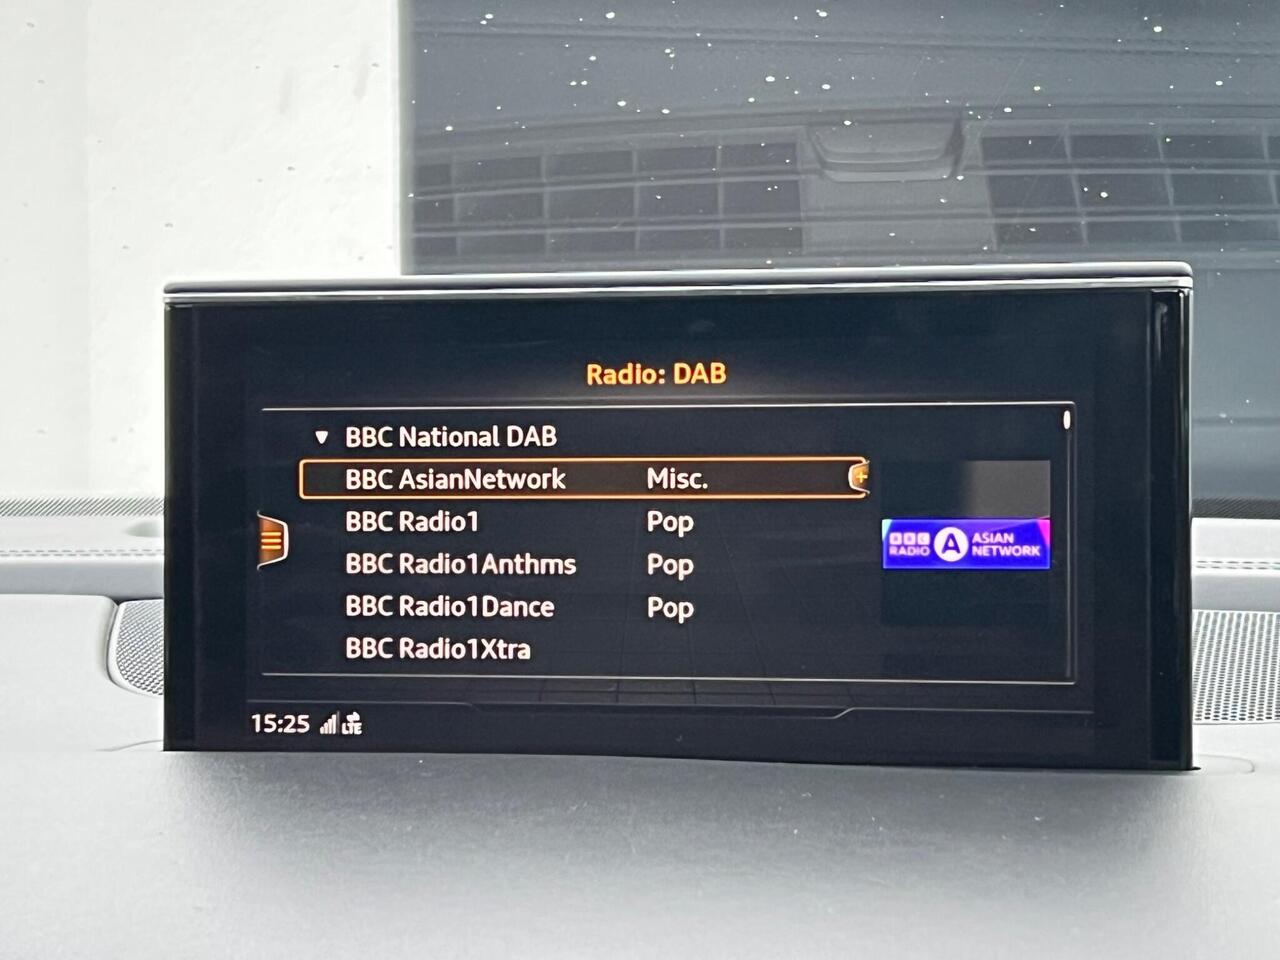 Radio: DAB
▼ BBC National DAB
BBC AsianNetwork Misc. +
BBC Radio1 Pop
BBC Radio1Anthms Pop
BBC Radio1Dance Pop
BBC Radio1Xtra
BBC RADIO A ASIAN NETWORK
15:25 LTE